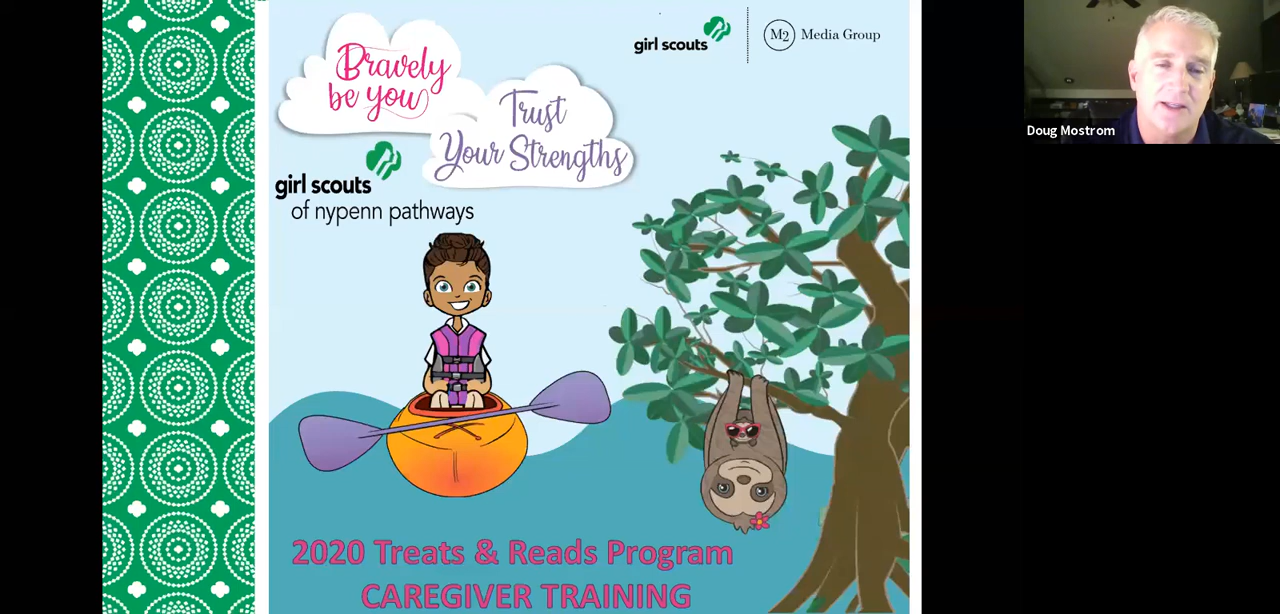 Bravely
be you
Trust
Your Strengths
girl scouts
M2 Media Group
Doug Mostrom
girl scouts
of nypenn pathways
2020 Treats & Reads Program
CAREGIVER TRAINING